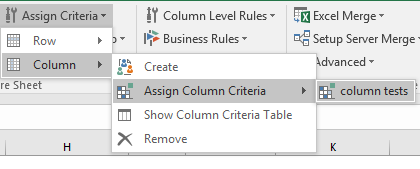 Assign Criteria
Column Level Rules
Excel Merge
Row
Business Rules
Setup Server Merge
Column
Create
Advanced
Assign Column Criteria
column tests
re Sheet
Show Column Criteria Table
Remove
H
K